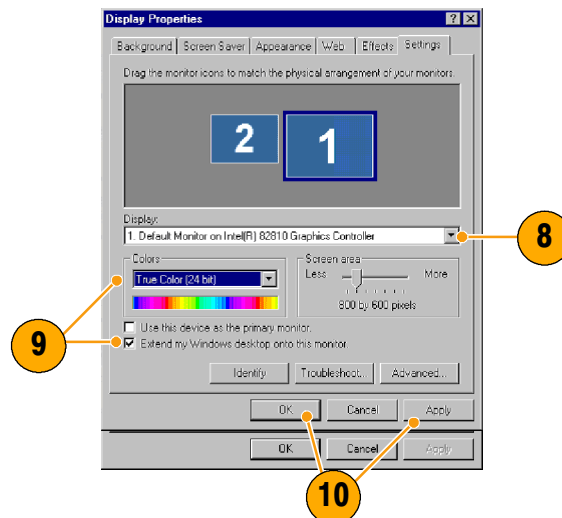 Display Properties
Background Screen Saver Appearance Web Effects Settings
Drag the monitor icons to match the physical arrangement of your monitors.
2 1
Display:
1. Default Monitor on Intel(R) 82810 Graphics Controller
8
Colors
Screen area
True Color (24 bit)
Less More
800 by 600 pixels
9
Use this device as the primary monitor.
Extend my Windows desktop onto this monitor.
Identify Troubleshoot... Advanced...
OK Cancel Apply
OK Cancel Apply
10